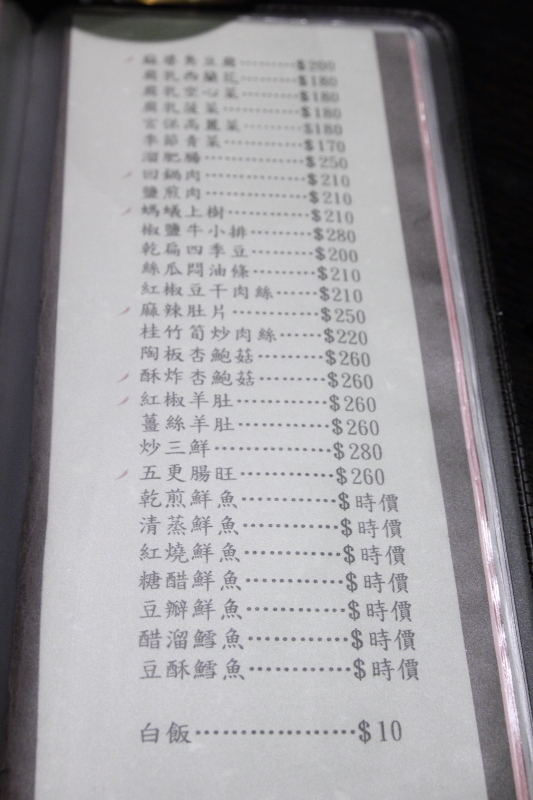 麻婆臭豆腐………$200
腐乳西蘭花………$180
腐乳空心菜………$180
腐乳菠菜…………$180
宮保高麗菜………$180
季節青菜…………$170
溜肥腸……………$250
回鍋肉……………$210
鹽煎肉……………$210
螞蟻上樹…………$210
椒鹽牛小排………$280
乾扁四季豆………$200
絲瓜悶油條………$210
紅椒豆干肉絲……$210
麻辣肚片…………$250
桂竹筍炒肉絲……$220
陶板杏鮑菇………$260
酥炸杏鮑菇………$260
紅椒羊肚…………$260
薑絲羊肚…………$260
炒三鮮……………$280
五更腸旺…………$260
乾煎鮮魚…………$時價
清蒸鮮魚…………$時價
紅燒鮮魚…………$時價
糖醋鮮魚…………$時價
豆瓣鮮魚…………$時價
醋溜鱈魚…………$時價
豆酥鱈魚…………$時價
白飯………………$10